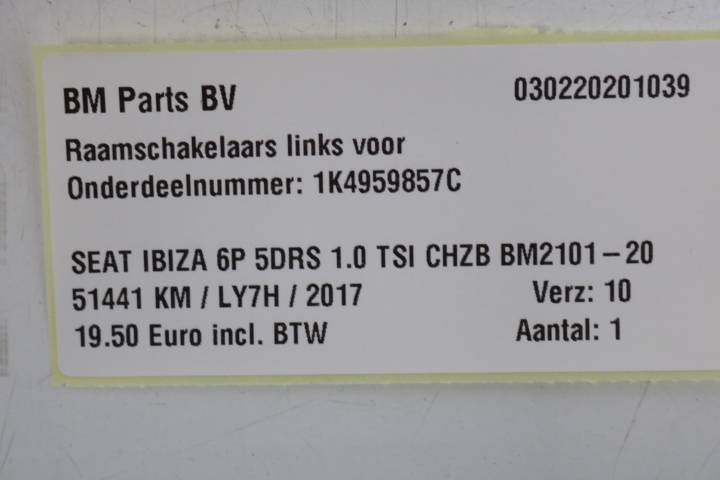 BM Parts BV 030220201039
Raamschakelaars links voor
Onderdeelnummer: 1K4959857C
SEAT IBIZA 6P 5DRS 1.0 TSI CHZB BM2101-20
51441 KM / LY7H / 2017 Verz: 10
19.50 Euro incl. BTW Aantal: 1